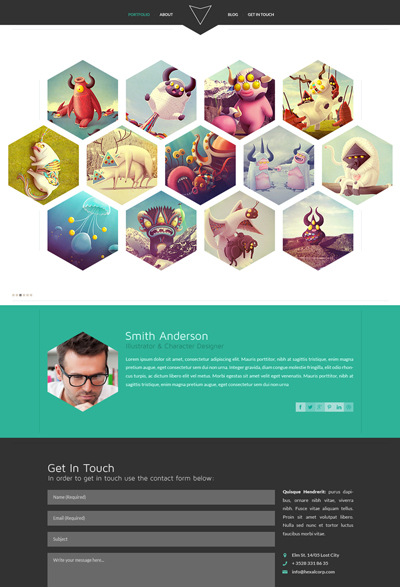 PORTFOLIO ABOUT BLOG GET IN TOUCH
Smith Anderson
Illustrator & Character Designer
Lorem ipsum dolor sit amet, consectetur adipiscing elit. Mauris porttitor, nibh at sagittis tristique, enim magna
pretium augue, eget consectetur sem dui non urna. Integer gravida, diam congue molestie fringilla, elit odio rhon-
cus turpis, ac dictum libero elit vel metus. Morbi egestas sit amet velit eget venenatis. Mauris porttitor, nibh at
sagittis tristique, enim magna pretium augue, eget consectetur sem dui non urna
Get In Touch
In order to get in touch use the contact form below:
Name (Required)
Email (Required)
Subject
Write your message here...
Quisque Hendrerit: purus dapi-
bus, ornare nibh vitae, viverra
nibh. Fusce vitae aliquam tellus.
Proin sit amet volutpat libero.
Nulla sed nunc et tortor luctus
faucibus morbi vitae.
Elm St. 14/05 Lost City
+ 3528 331 86 35
info@hexalcorp.com